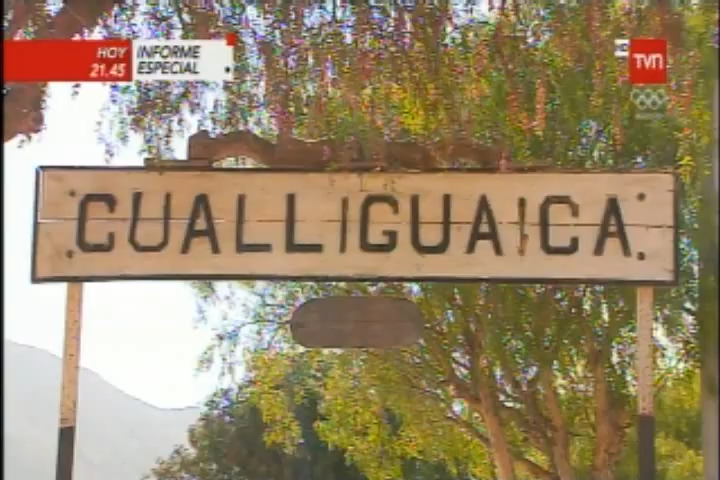 HOY
21.45
INFORME
ESPECIAL
TVN
CUALLIGUAICA